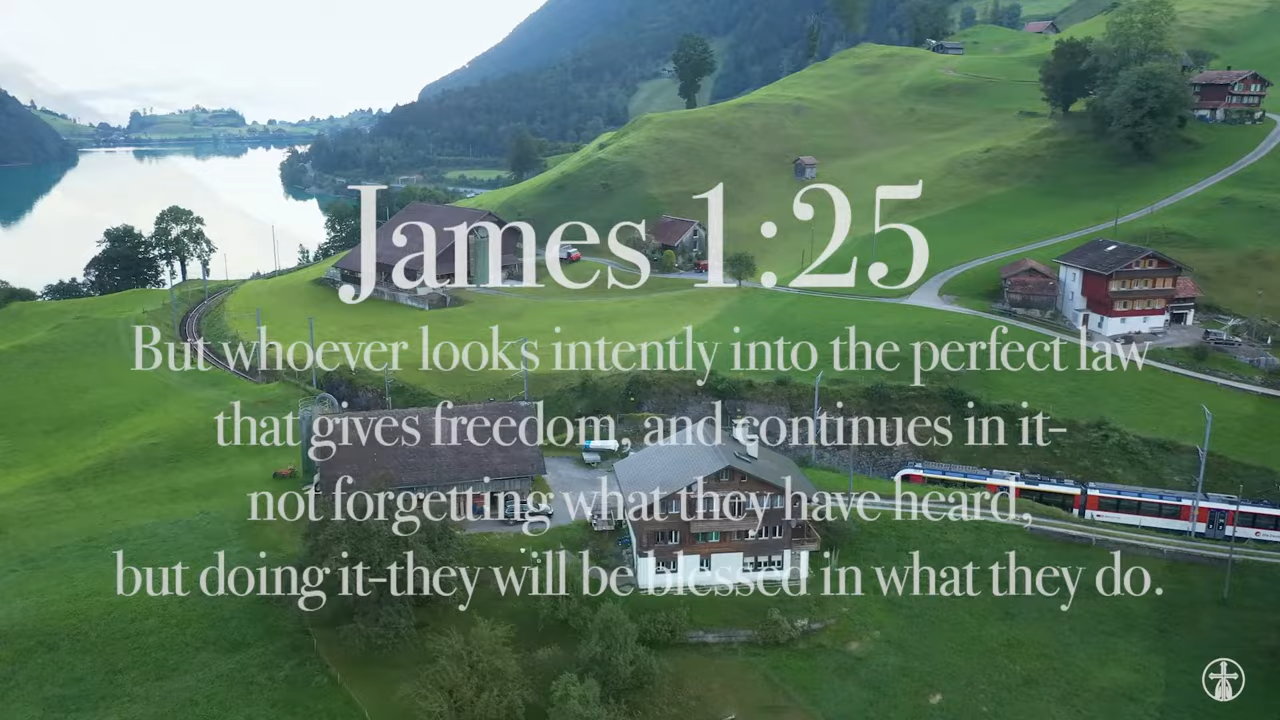 James 1:25
But whoever looks intently into the perfect law
that gives freedom, and continues in it-
not forgetting what they have heard,
but doing it-they will be blessed in what they do.